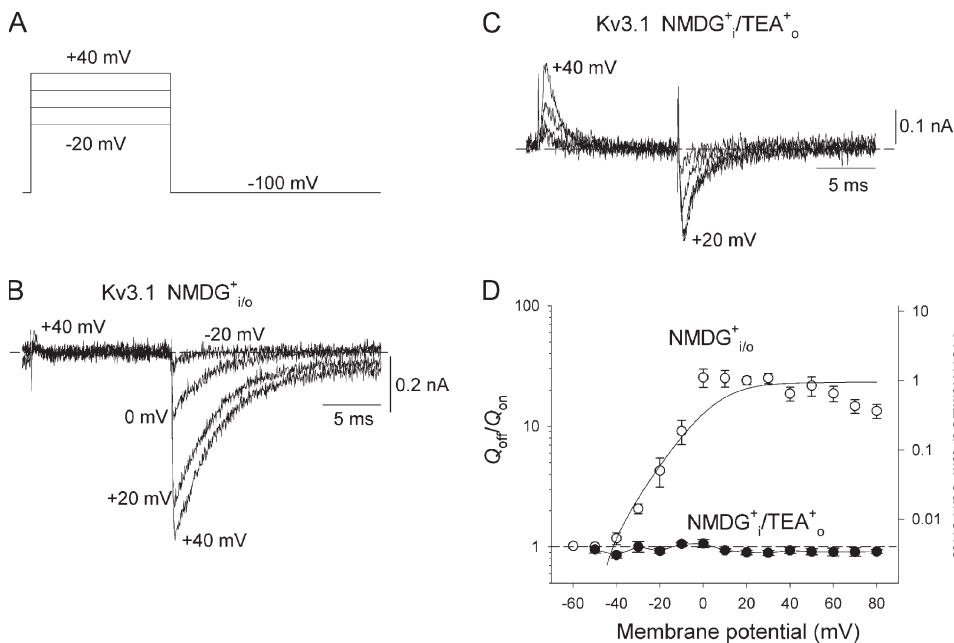 A
+40 mV
-20 mV
-100 mV
B
Kv3.1 NMDG⁺i/o
+40 mV
-20 mV
0 mV
+20 mV
+40 mV
0.2 nA
5 ms
C
Kv3.1 NMDG⁺i/TEA⁺o
+40 mV
0.1 nA
5 ms
+20 mV
D
100
10
1
Qoff/Qon
NMDG⁺i/o
NMDG⁺i/TEA⁺o
10
1
0.1
0.01
-60 -40 -20 0 20 40 60 80
Membrane potential (mV)